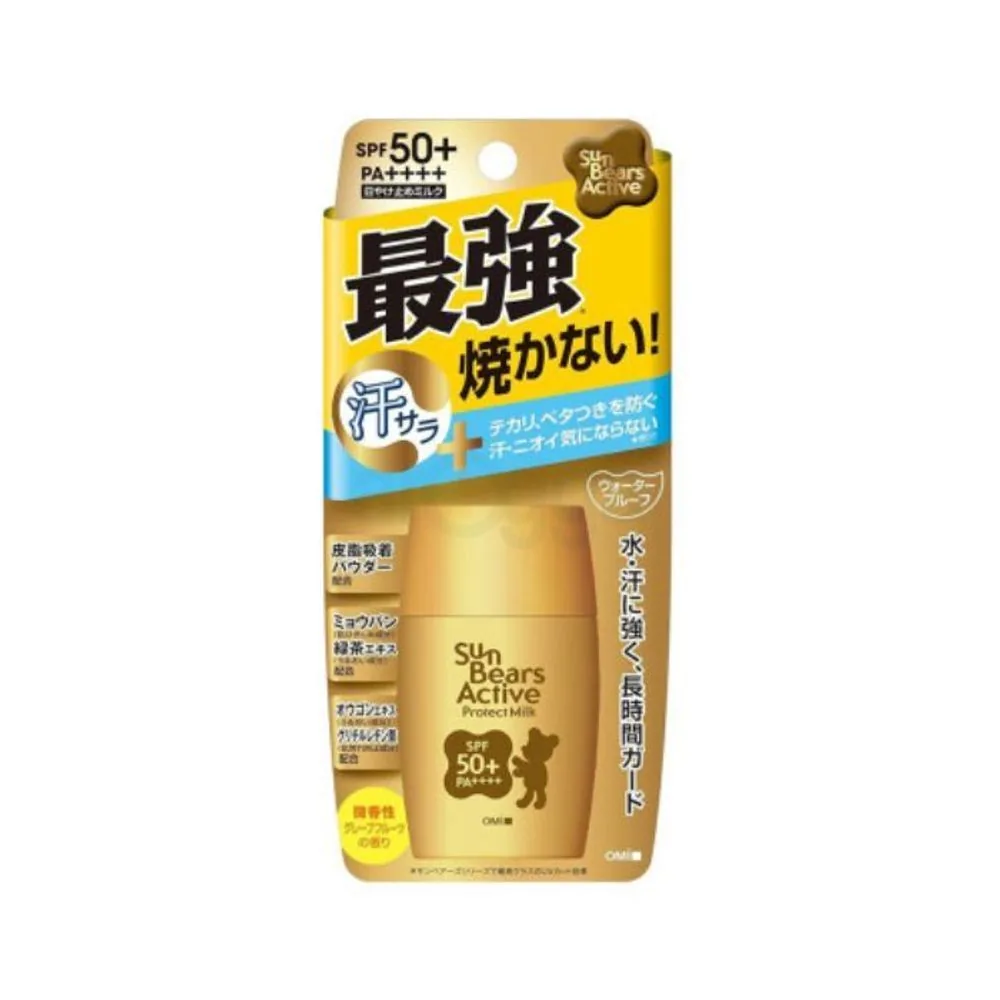 SPF50+
PA++++
日やけ止めミルク
Sun
Bears
Active
最強
焼かない!
汗サラ
テカリ、ベタつきを防ぐ
汗・ニオイ気にならない
ウォーター
プルーフ
水・汗に強く、長時間ガード
皮脂吸着
パウダー
配合
ミョウバン
緑茶エキス
配合
オウゴンエキス
グリチルレチン酸
配合
微香性
グレープフルーツ
の香り
Sun
Bears
Active
Protect Milk
SPF
50+
PA++++
OMI
OMI